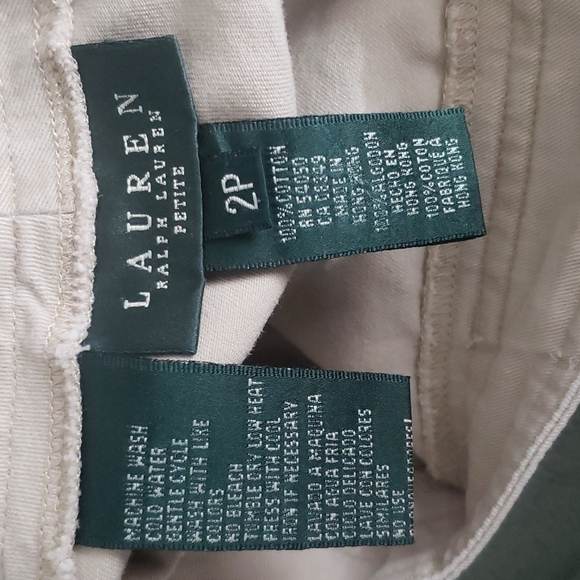 LAUREN
RALPH LAUREN
PETITE
2P
100% COTTON
RN 54050
CA 18349
MADE IN
HONG KONG
100% ALGODON
HECHO EN
HONG KONG
100% COTON
FABRIQUE A
HONG KONG
MACHINE WASH
COLD WATER
GENTLE CYCLE
WASH WITH LIKE
COLORS
NO BLEACH
TUMBLE DRY LOW HEAT
PRESS WITH COOL
IRON IF NECESSARY
LAVADO A MAQUINA
CON AGUA FRIA
CICLO DELICADO
LAVE CON COLORES
SIMILARES
NO USE